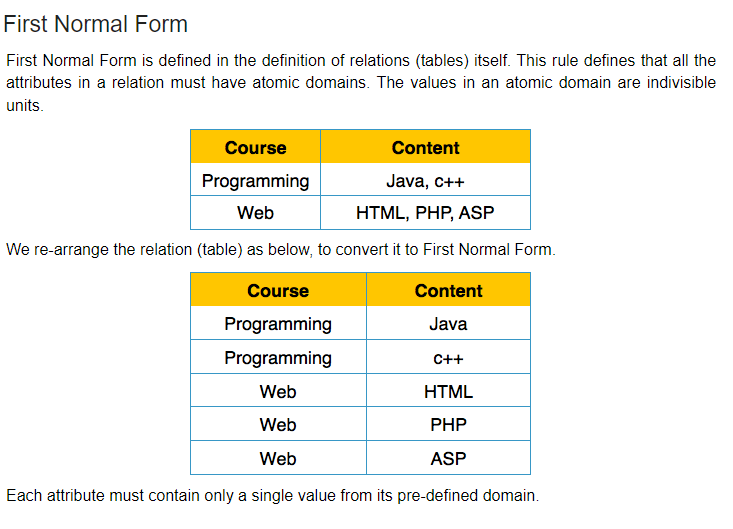 First Normal Form
First Normal Form is defined in the definition of relations (tables) itself. This rule defines that all the
attributes in a relation must have atomic domains. The values in an atomic domain are indivisible
units.
Course Content
Programming Java, c++
Web HTML, PHP, ASP
We re-arrange the relation (table) as below, to convert it to First Normal Form.
Course Content
Programming Java
Programming c++
Web HTML
Web PHP
Web ASP
Each attribute must contain only a single value from its pre-defined domain.